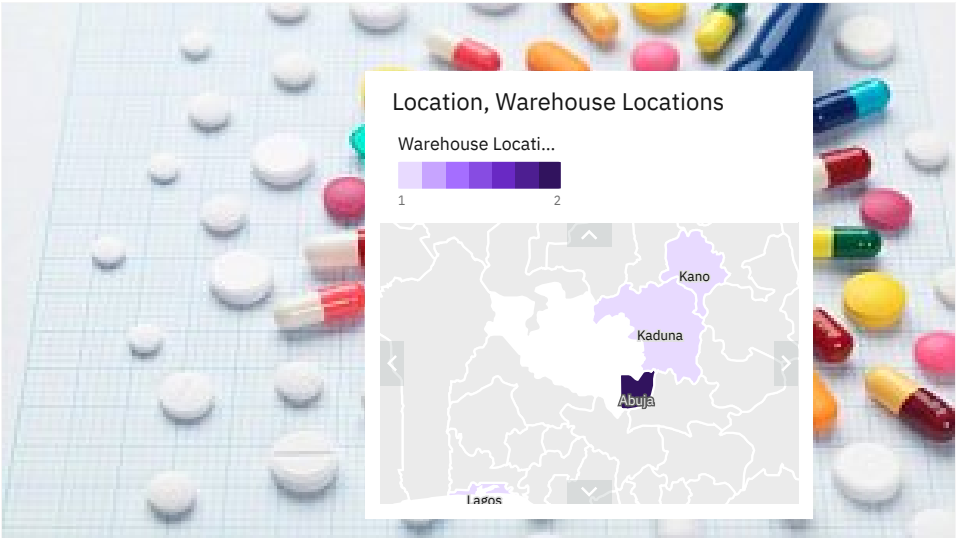 Location, Warehouse Locations
Warehouse Locati...
1 2
Kano
Kaduna
Abuja
Lagos